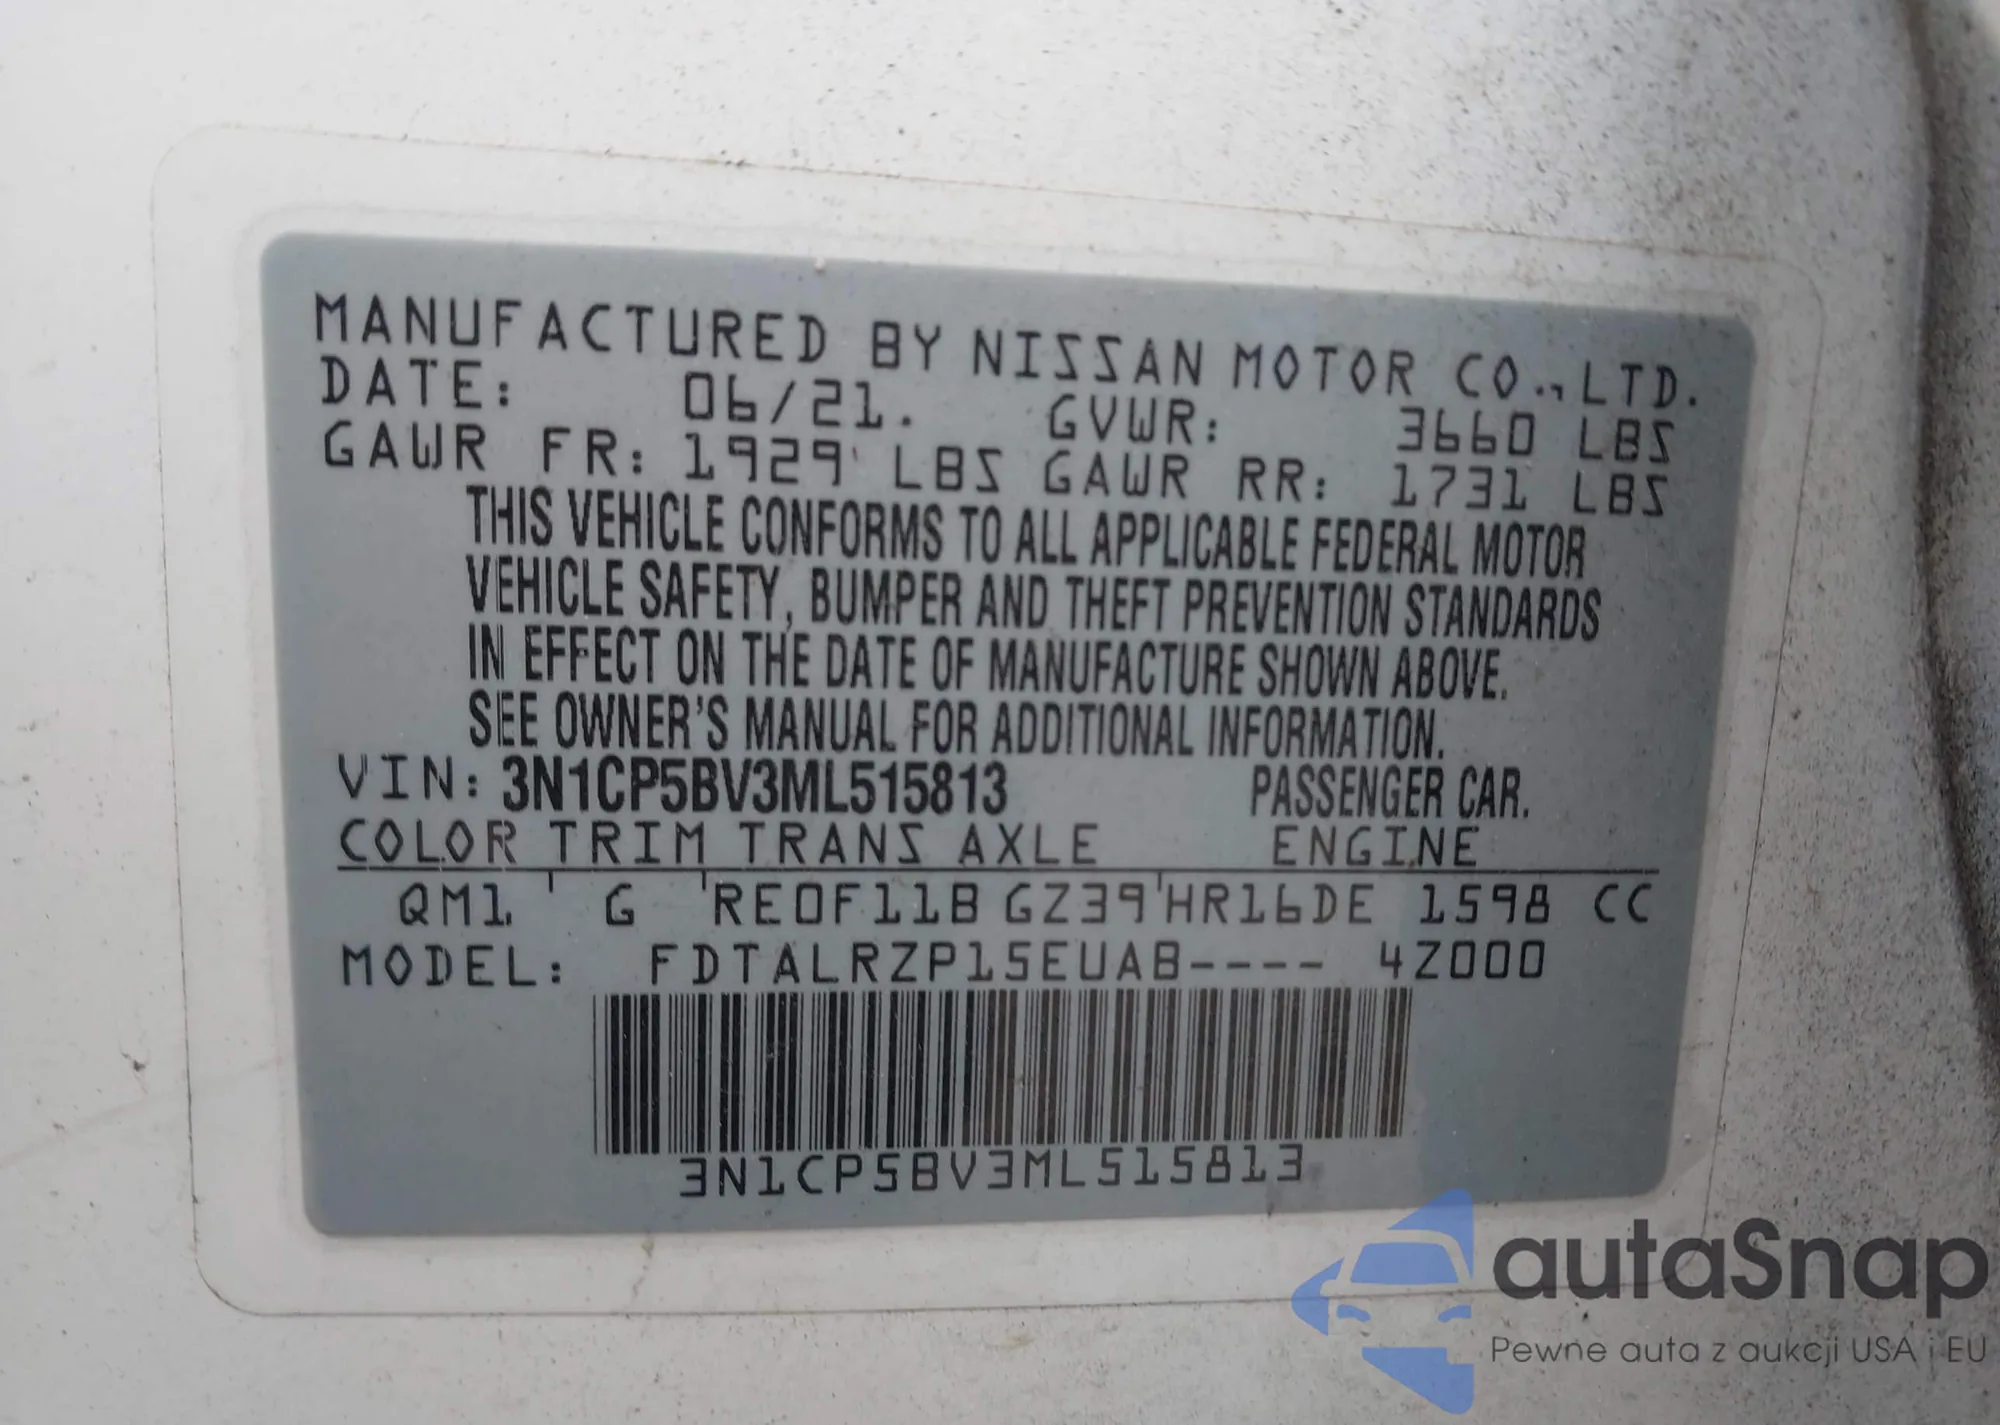 MANUFACTURED BY NISSAN MOTOR CO., LTD.
DATE: 06/21. GVWR: 3660 LBS
GAWR FR: 1929 LBS GAWR RR: 1731 LBS
THIS VEHICLE CONFORMS TO ALL APPLICABLE FEDERAL MOTOR
VEHICLE SAFETY, BUMPER AND THEFT PREVENTION STANDARDS
IN EFFECT ON THE DATE OF MANUFACTURE SHOWN ABOVE.
SEE OWNER'S MANUAL FOR ADDITIONAL INFORMATION.
VIN: 3N1CP5BV3ML515813 PASSENGER CAR.
COLOR TRIM TRANS AXLE ENGINE
QM1 G RE0F11B GZ39 HR16DE 1598 CC
MODEL: FDTALRZP15EUAB---- 4Z000
3N1CP5BV3ML515813
autaSnap
Pewne auta z aukcji USA i EU